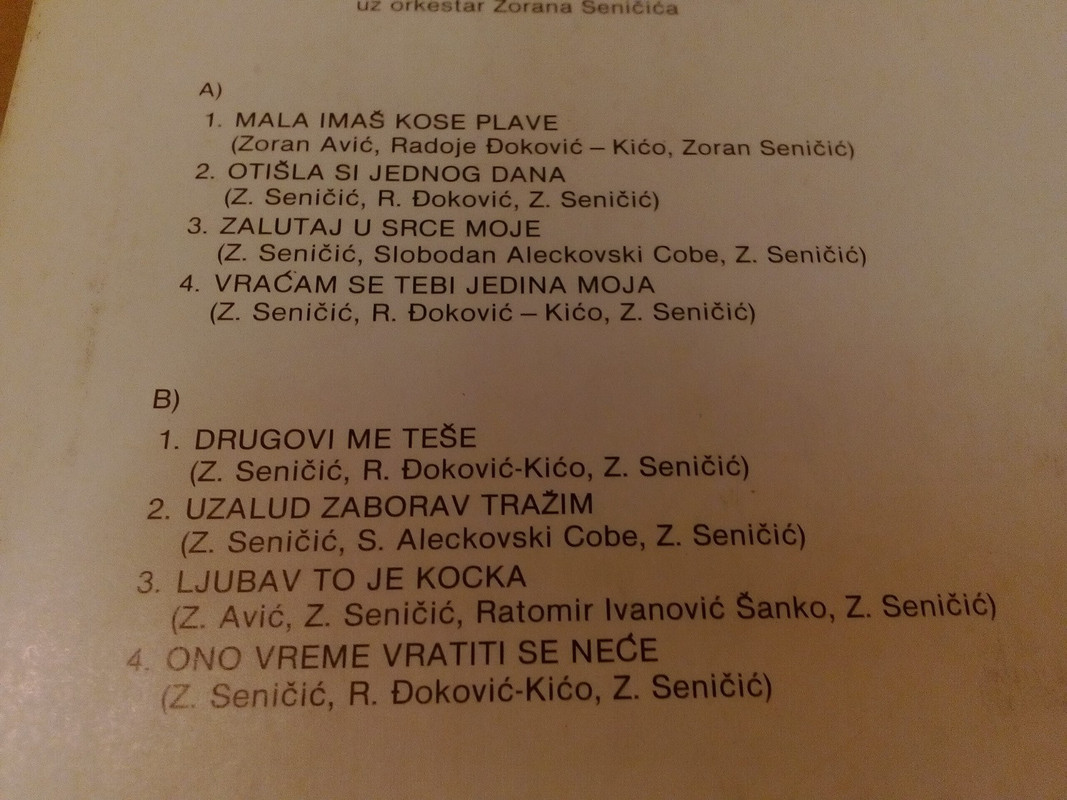 uz orkestar Zorana Seničića
A)
1. MALA IMAŠ KOSE PLAVE
(Zoran Avić, Radoje Đoković – Kićo, Zoran Seničić)
2. OTIŠLA SI JEDNOG DANA
(Z. Seničić, R. Đoković, Z. Seničić)
3. ZALUTAJ U SRCE MOJE
(Z. Seničić, Slobodan Aleckovski Cobe, Z. Seničić)
4. VRAĆAM SE TEBI JEDINA MOJA
(Z. Seničić, R. Đoković – Kićo, Z. Seničić)
B)
1. DRUGOVI ME TEŠE
(Z. Seničić, R. Đoković-Kićo, Z. Seničić)
2. UZALUD ZABORAV TRAŽIM
(Z. Seničić, S. Aleckovski Cobe, Z. Seničić)
3. LJUBAV TO JE KOCKA
(Z. Avić, Z. Seničić, Ratomir Ivanović Šanko, Z. Seničić)
4. ONO VREME VRATITI SE NEĆE
(Z. Seničić, R. Đoković-Kićo, Z. Seničić)